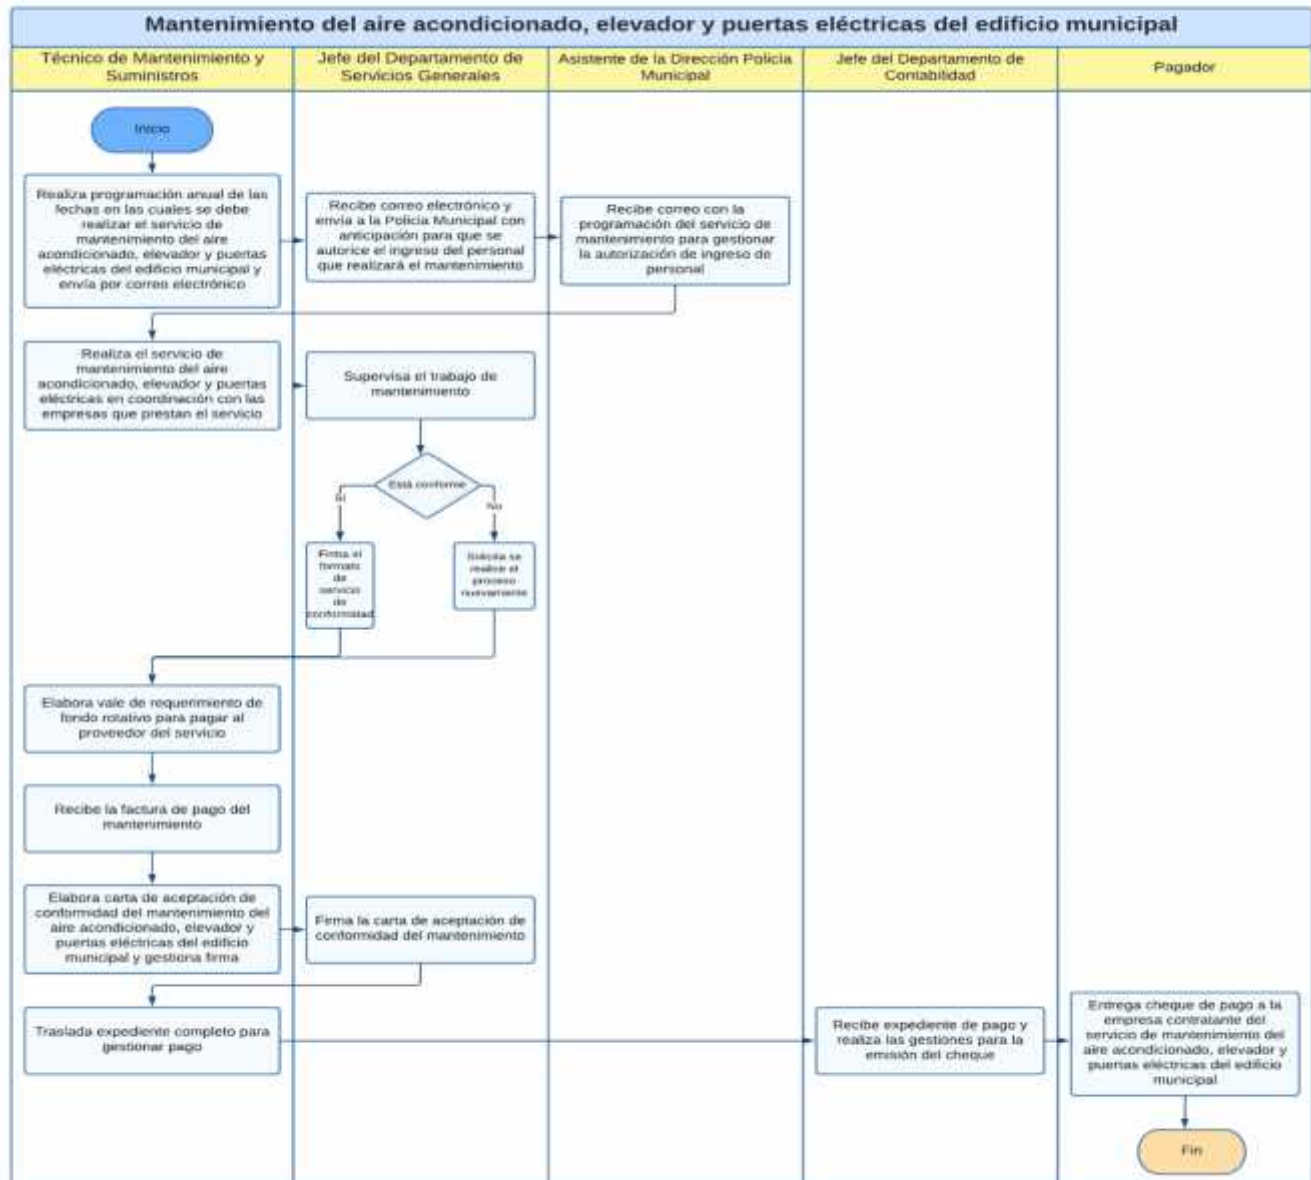 Mantenimiento del aire acondicionado, elevador y puertas eléctricas del edificio municipal
Técnico de Mantenimiento y
Suministros
Jefe del Departamento de
Servicios Generales
Asistente de la Dirección Policía
Municipal
Jefe del Departamento de
Contabilidad
Pagador
Inicio
Realiza programación anual de las
fechas en las cuales se debe
realizar el servicio de
mantenimiento del aire
acondicionado, elevador y puertas
eléctricas del edificio municipal y
envía por correo electrónico
Recibe correo electrónico y
envía a la Policía Municipal con
anticipación para que se
autorice el ingreso del personal
que realizará el mantenimiento
Recibe correo con la
programación del servicio de
mantenimiento para gestionar
la autorización de ingreso de
personal
Realiza el servicio de
mantenimiento del aire
acondicionado, elevador y puertas
eléctricas en coordinación con las
empresas que prestan el servicio
Supervisa el trabajo de
mantenimiento
Está conforme
Si
No
Firma el
formato
de
servicio
de
conformidad
Solicita se
realice el
proceso
nuevamente
Elabora vale de requerimiento de
fondo rotativo para pagar al
proveedor del servicio
Recibe la factura de pago del
mantenimiento
Elabora carta de aceptación de
conformidad del mantenimiento del
aire acondicionado, elevador y
puertas eléctricas del edificio
municipal y gestiona firma
Firma la carta de aceptación de
conformidad del mantenimiento
Traslada expediente completo para
gestionar pago
Recibe expediente de pago y
realiza las gestiones para la
emisión del cheque
Entrega cheque de pago a la
empresa contratante del
servicio de mantenimiento del
aire acondicionado, elevador y
puertas eléctricas del edificio
municipal
Fin